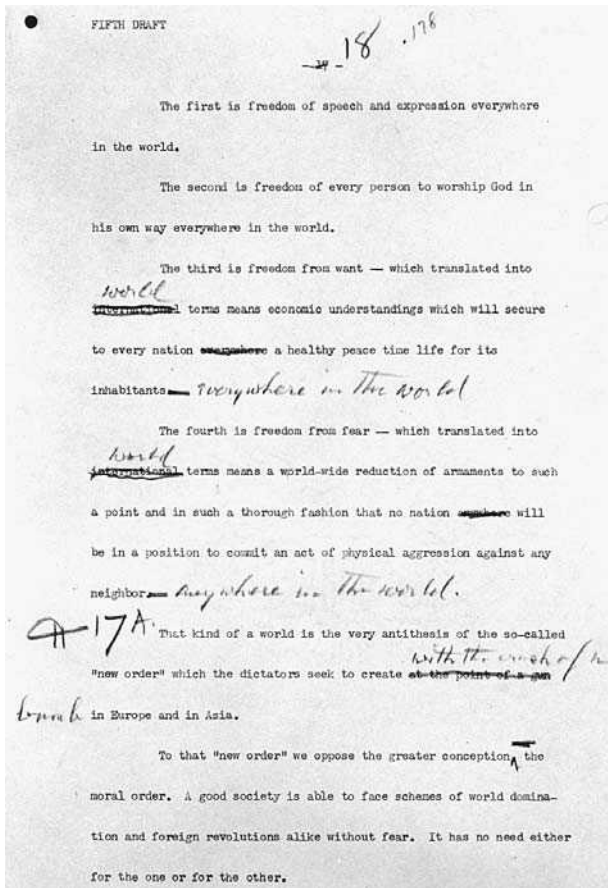 FIFTH DRAFT
- 17 - 18 .178
The first is freedom of speech and expression everywhere
in the world.
The second is freedom of every person to worship God in
his own way everywhere in the world.
The third is freedom from want — which translated into
world
international terms means economic understandings which will secure
to every nation everywhere a healthy peace time life for its
inhabitants — everywhere in the world
The fourth is freedom from fear — which translated into
world
international terms means a world-wide reduction of armaments to such
a point and in such a thorough fashion that no nation anywhere will
be in a position to commit an act of physical aggression against any
neighbor — anywhere in the world.
17A. That kind of a world is the very antithesis of the so-called
with the crash of a
"new order" which the dictators seek to create at the point of a gun
bomb in Europe and in Asia.
To that "new order" we oppose the greater conception — the
moral order. A good society is able to face schemes of world domina-
tion and foreign revolutions alike without fear. It has no need either
for the one or for the other.